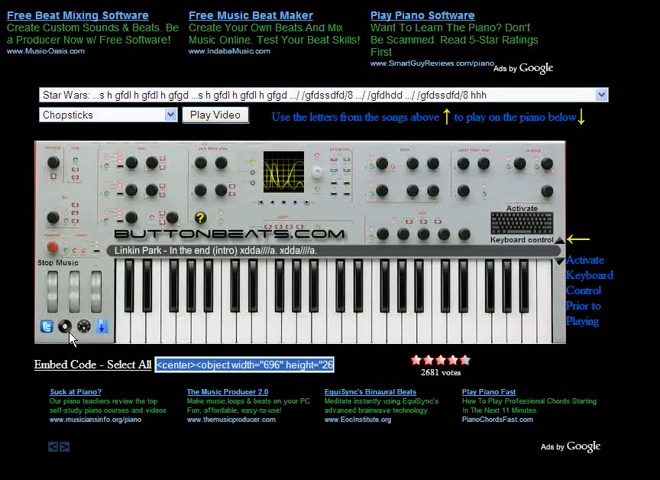 Free Beat Mixing Software
Create Custom Sounds & Beats. Be
a Producer Now w/ Free Software!
www.Music-Oasis.com
Free Music Beat Maker
Create Your Own Beats And Mix
Music Online. Test Your Beat Skills!
www.IndabaMusic.com
Play Piano Software
Want To Learn The Piano? Don't
Be Scammed. Read 5-Star Ratings
First
www.SmartGuyReviews.com/piano
Ads by Google
Star Wars: ...s h gfdl h gfdl h gfgd ...s h gfdl h gfdl h gfgd ...// /gfdssdfd/8 ...// /gfdhdd ...// /gfdssdfd/8 hhh
Chopsticks
Play Video
Use the letters from the songs above ↑ to play on the piano below↓
?
BUTTONBEATS.COM
Activate
Keyboard control
Linkin Park - In the end (intro) xdda////a. xdda////a.
Stop Music
Activate
Keyboard
Control
Prior to
Playing
Embed Code - Select All
<center><object width="696" height="26
2681 votes
Suck at Piano?
Our piano teachers review the top
self-study piano courses and videos
www.musiciansinfo.org/piano
The Music Producer 2.0
Make music,loops & beats on your PC
Fun, affordable, easy-to-use!
www.themusicproducer.com
EquiSync's Binaural Beats
Meditate instantly using EquiSync's
advanced brainwave technology
www.EocInstitute.org
Play Piano Fast
How To Play Professional Chords Starting
In The Next 11 Minutes.
PianoChordsFast.com
Ads by Google